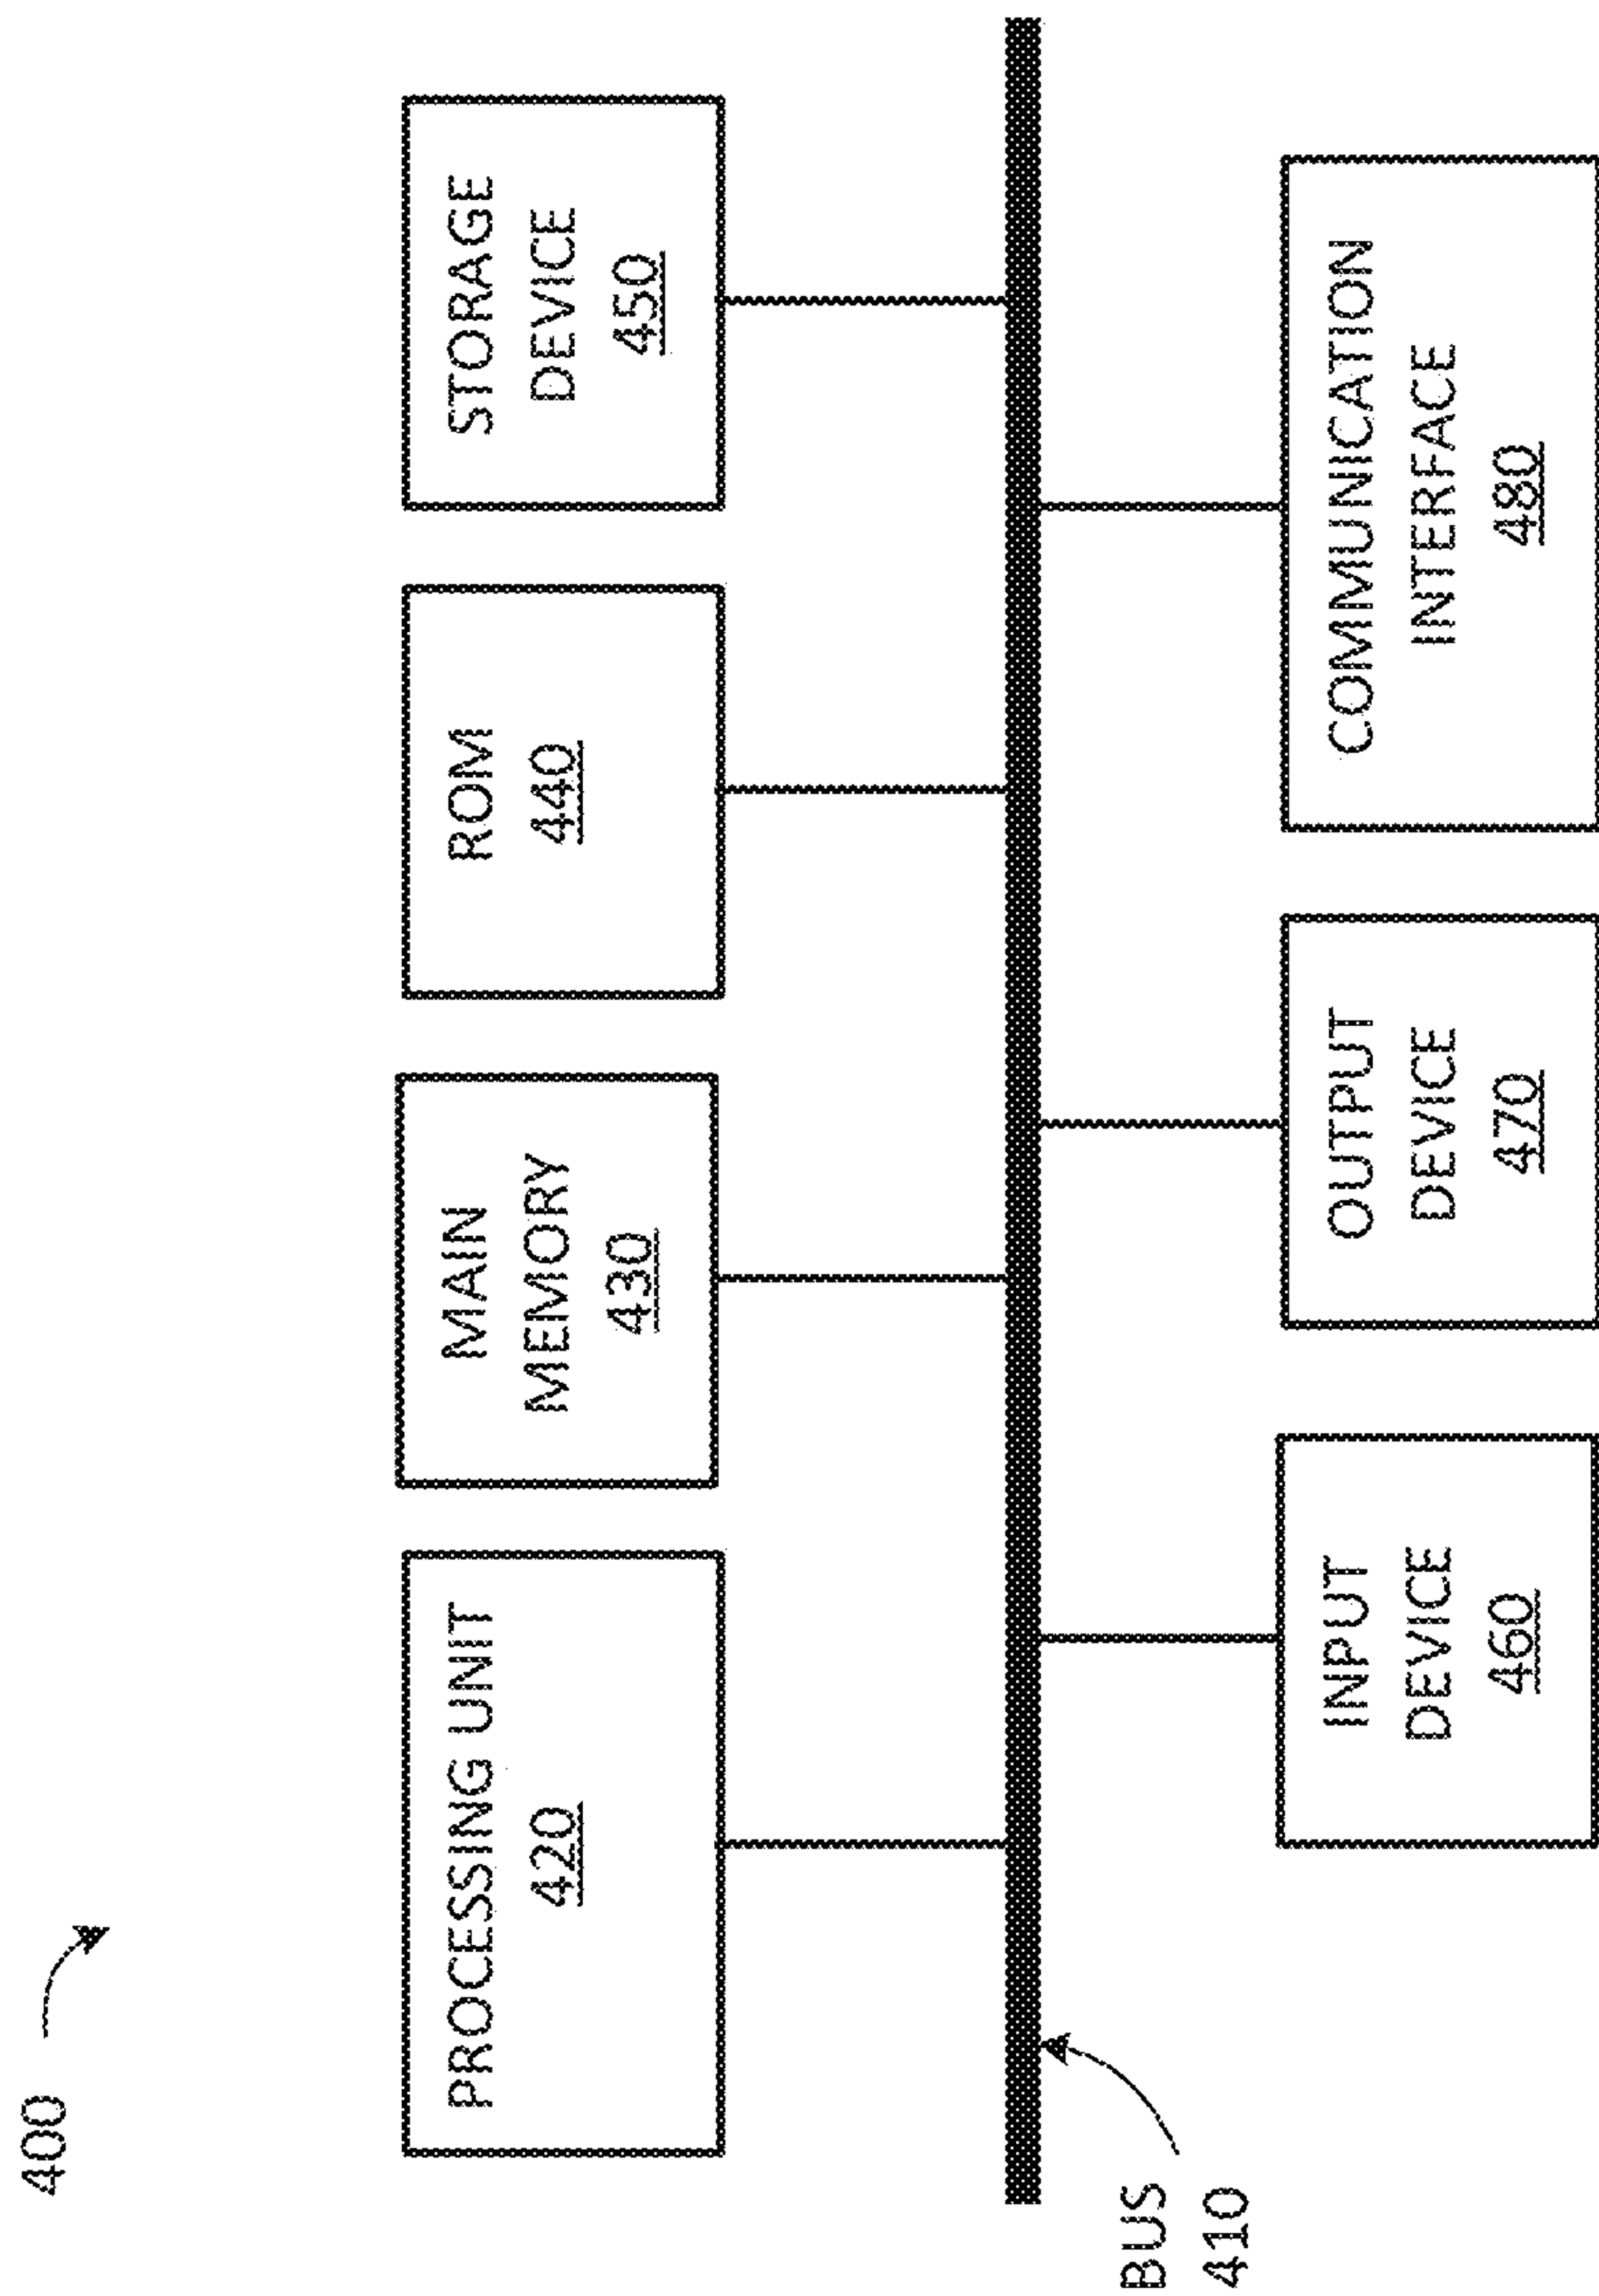 400
PROCESSING UNIT
420
MAIN
MEMORY
430
ROM
440
STORAGE
DEVICE
450
BUS
410
INPUT
DEVICE
460
OUTPUT
DEVICE
470
COMMUNICATION
INTERFACE
480